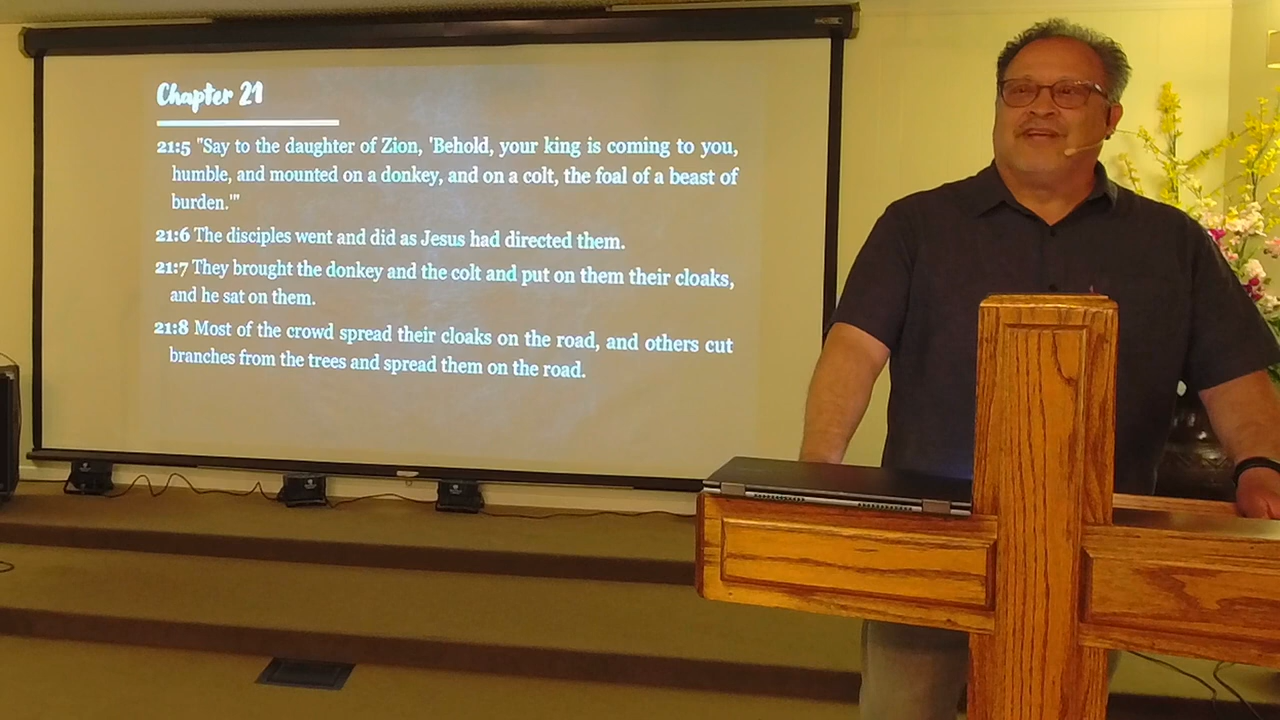 Chapter 21
21:5 "Say to the daughter of Zion, 'Behold, your king is coming to you,
humble, and mounted on a donkey, and on a colt, the foal of a beast of
burden.'"
21:6 The disciples went and did as Jesus had directed them.
21:7 They brought the donkey and the colt and put on them their cloaks,
and he sat on them.
21:8 Most of the crowd spread their cloaks on the road, and others cut
branches from the trees and spread them on the road.